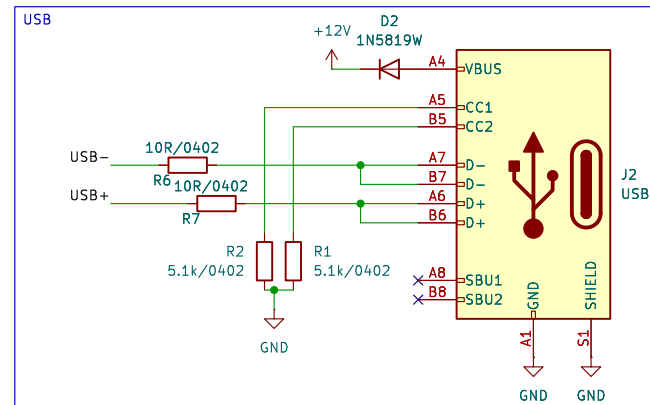 USB
D2
1N5819W
+12V
A4
VBUS
A5
CC1
B5
CC2
10R/0402
USB-
A7
D-
R6
10R/0402
B7
D-
USB+
A6
D+
R7
B6
D+
J2
USB
R2
5.1k/0402
R1
5.1k/0402
A8
SBU1
B8
SBU2
GND
SHIELD
A1
S1
GND
GND
GND